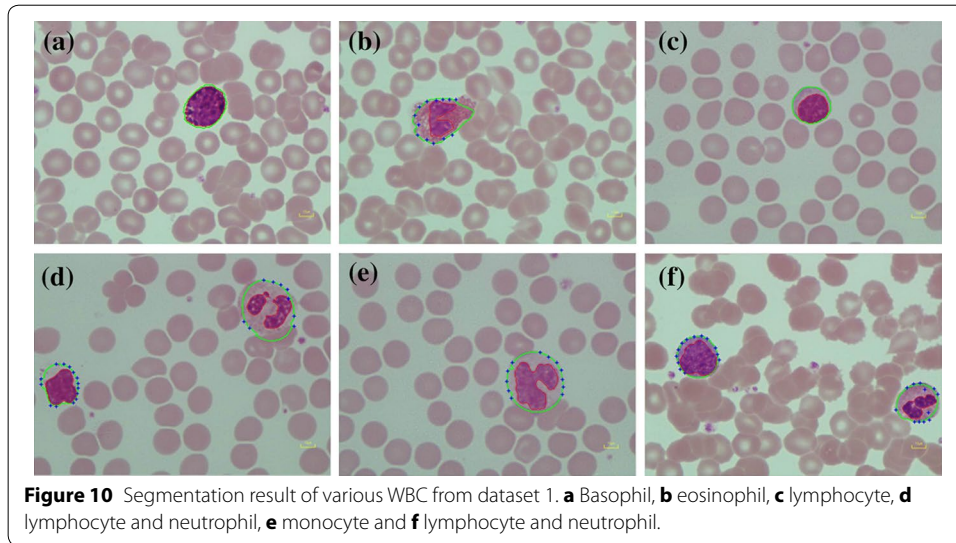 (a)
(b)
(c)
(d)
(e)
(f)
Figure 10 Segmentation result of various WBC from dataset 1. a Basophil, b eosinophil, c lymphocyte, d
lymphocyte and neutrophil, e monocyte and f lymphocyte and neutrophil.